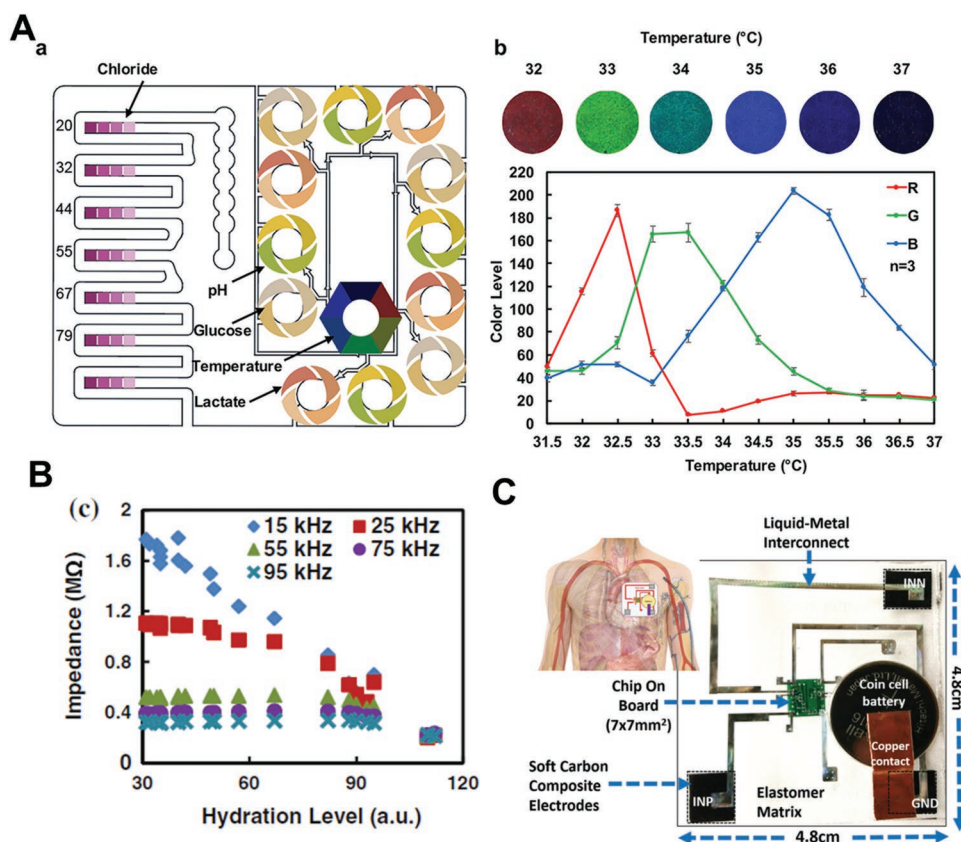 A
a
Chloride
20
32
44
55
67
79
pH
Glucose
Temperature
Lactate
b
Temperature (°C)
32 33 34 35 36 37
220
200
180
160
140
120
100
80
60
40
20
0
Color Level
R
G
B
n=3
31.5 32 32.5 33 33.5 34 34.5 35 35.5 36 36.5 37
Temperature (°C)
B
(c)
15 kHz 25 kHz
55 kHz 75 kHz
95 kHz
2
1.6
1.2
0.8
0.4
0
Impedance (MΩ)
30 60 90 120
Hydration Level (a.u.)
C
Liquid-Metal
Interconnect
INN
Chip On
Board
(7x7mm²)
Coin cell
battery
Copper
contact
Soft Carbon
Composite
Electrodes
INP
Elastomer
Matrix
GND
4.8cm
4.8cm